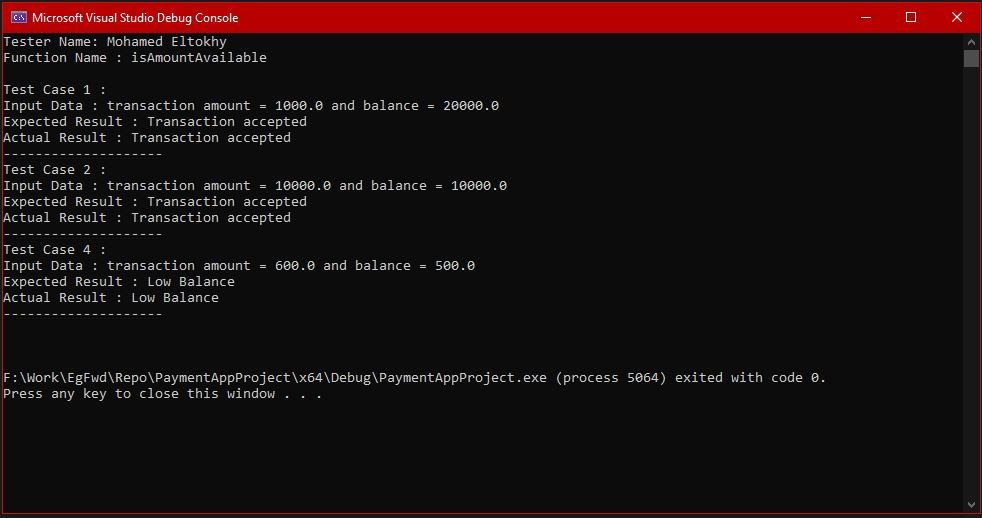 Microsoft Visual Studio Debug Console
Tester Name: Mohamed Eltokhy
Function Name : isAmountAvailable
Test Case 1 :
Input Data : transaction amount = 1000.0 and balance = 20000.0
Expected Result : Transaction accepted
Actual Result : Transaction accepted
--------------------
Test Case 2 :
Input Data : transaction amount = 10000.0 and balance = 10000.0
Expected Result : Transaction accepted
Actual Result : Transaction accepted
--------------------
Test Case 4 :
Input Data : transaction amount = 600.0 and balance = 500.0
Expected Result : Low Balance
Actual Result : Low Balance
--------------------
F:\Work\EgFwd\Repo\PaymentAppProject\x64\Debug\PaymentAppProject.exe (process 5064) exited with code 0.
Press any key to close this window . . .